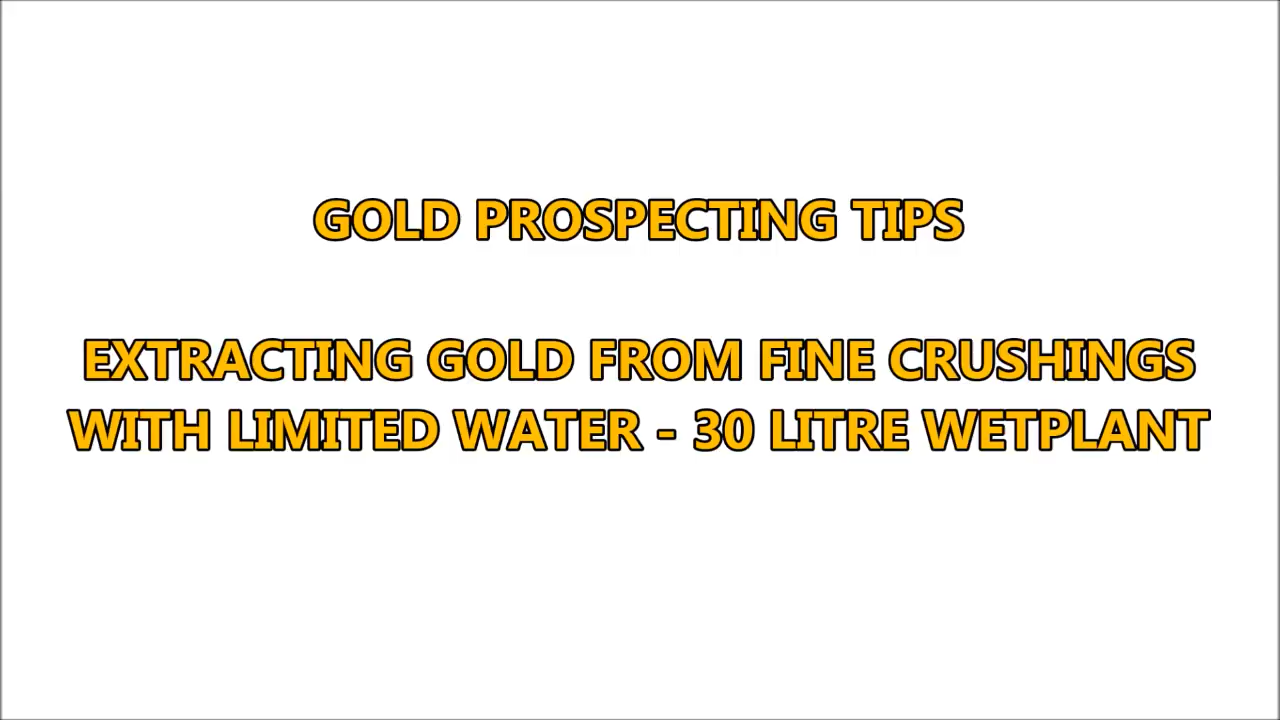 GOLD PROSPECTING TIPS
EXTRACTING GOLD FROM FINE CRUSHINGS
WITH LIMITED WATER - 30 LITRE WETPLANT